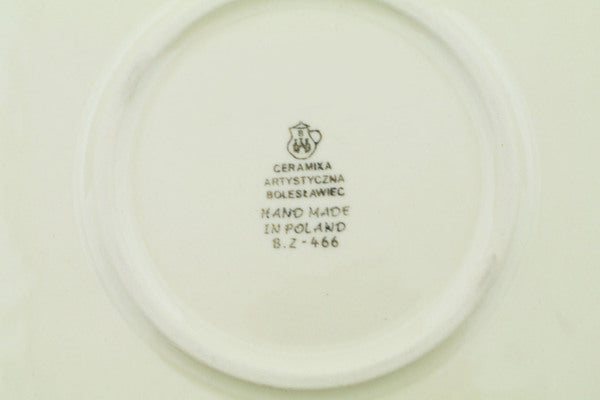 B
CERAMIKA
ARTYSTYCZNA
BOLESŁAWIEC
HAND MADE
IN POLAND
B.Z-466